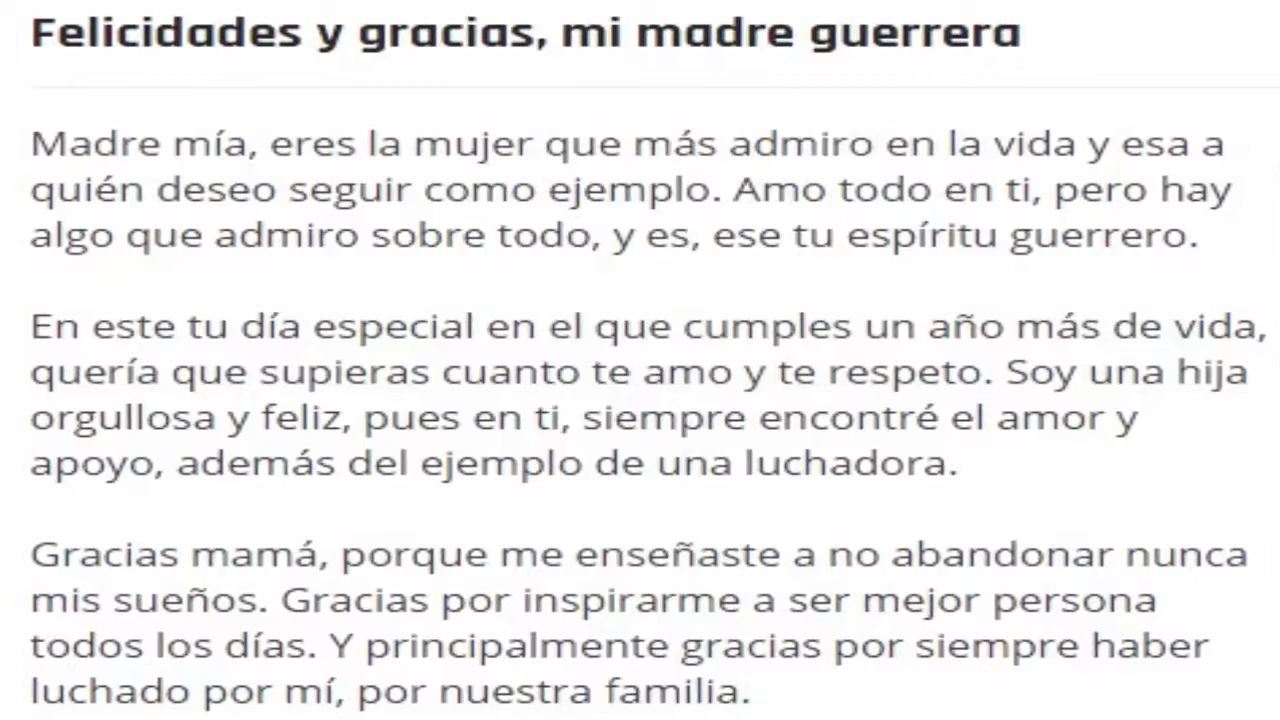 Felicidades y gracias, mi madre guerrera
Madre mía, eres la mujer que más admiro en la vida y esa a
quién deseo seguir como ejemplo. Amo todo en ti, pero hay
algo que admiro sobre todo, y es, ese tu espíritu guerrero.
En este tu día especial en el que cumples un año más de vida,
quería que supieras cuanto te amo y te respeto. Soy una hija
orgullosa y feliz, pues en ti, siempre encontré el amor y
apoyo, además del ejemplo de una luchadora.
Gracias mamá, porque me enseñaste a no abandonar nunca
mis sueños. Gracias por inspirarme a ser mejor persona
todos los días. Y principalmente gracias por siempre haber
luchado por mí, por nuestra familia.